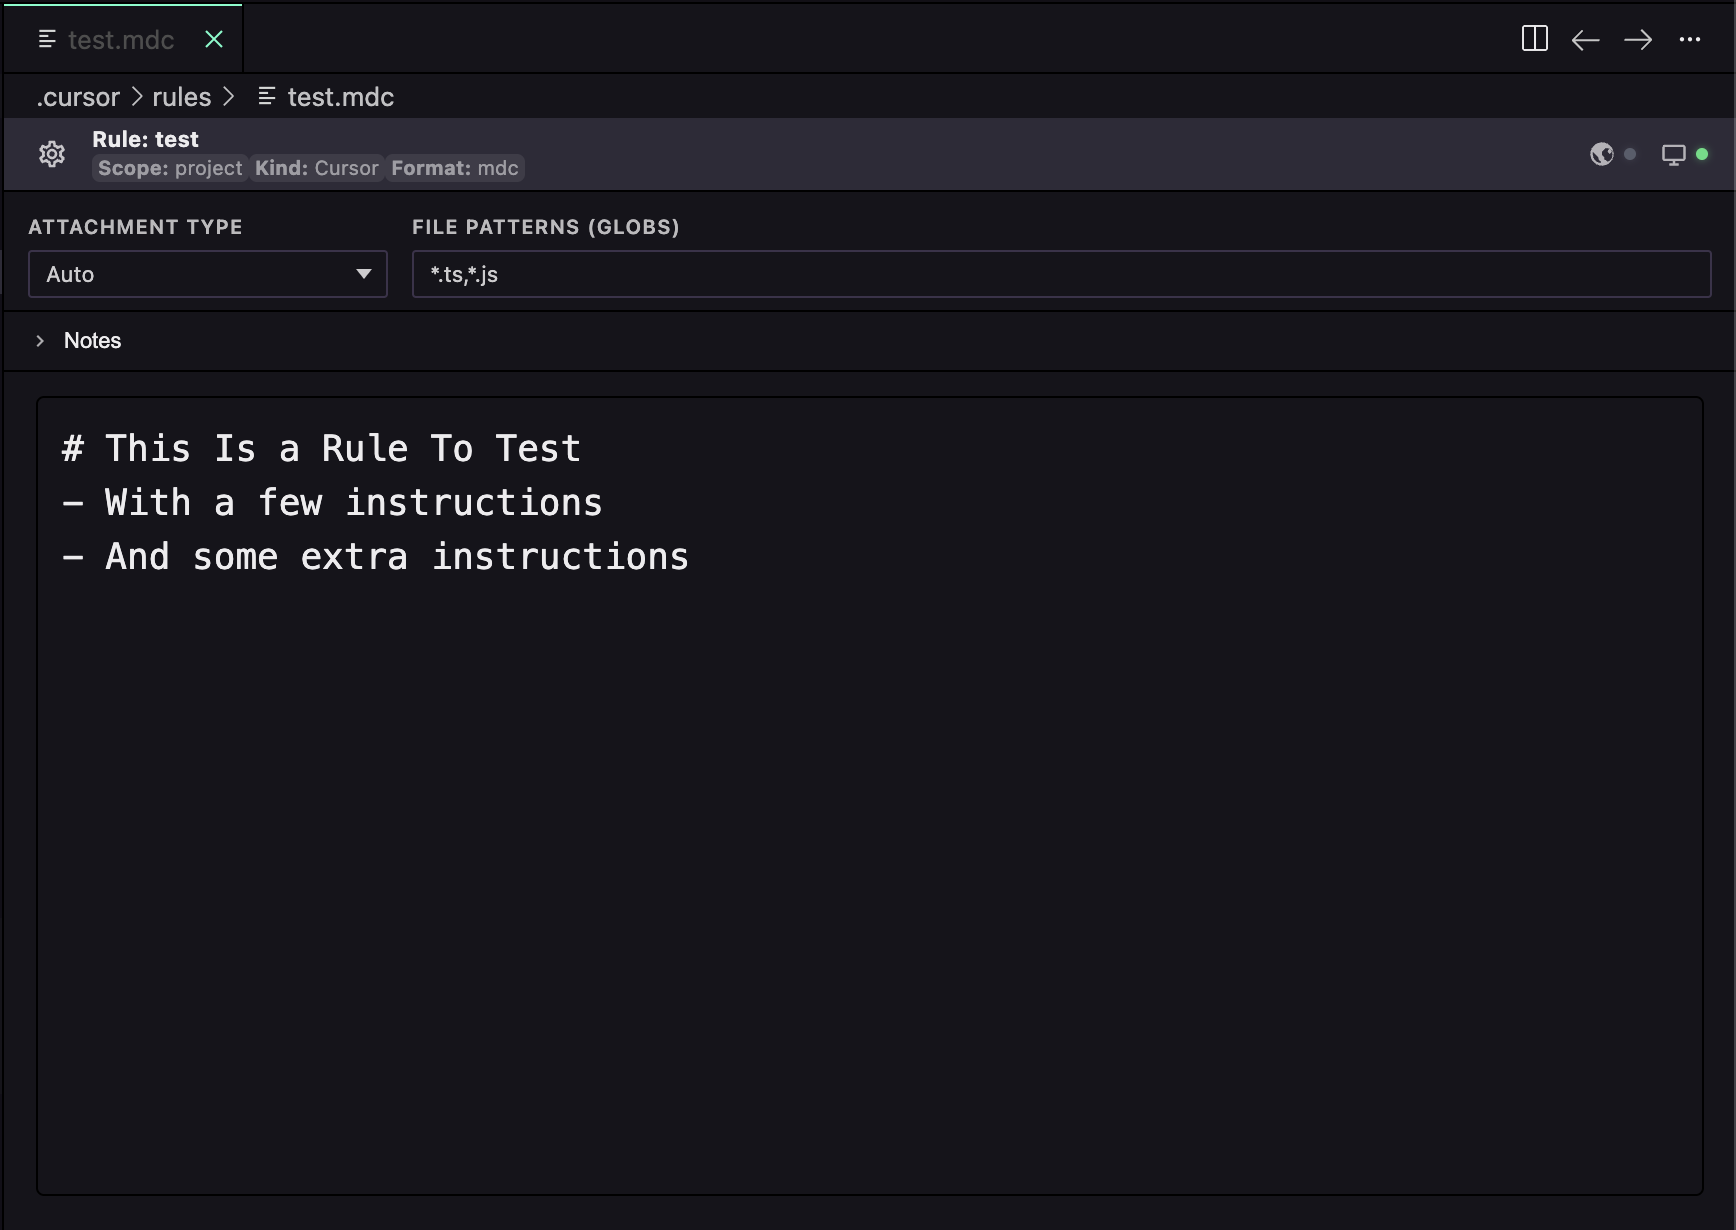 test.mdc
.cursor > rules > test.mdc
Rule: test
Scope: project Kind: Cursor Format: mdc
ATTACHMENT TYPE
FILE PATTERNS (GLOBS)
Auto
*.ts,*.js
Notes
# This Is a Rule To Test
- With a few instructions
- And some extra instructions